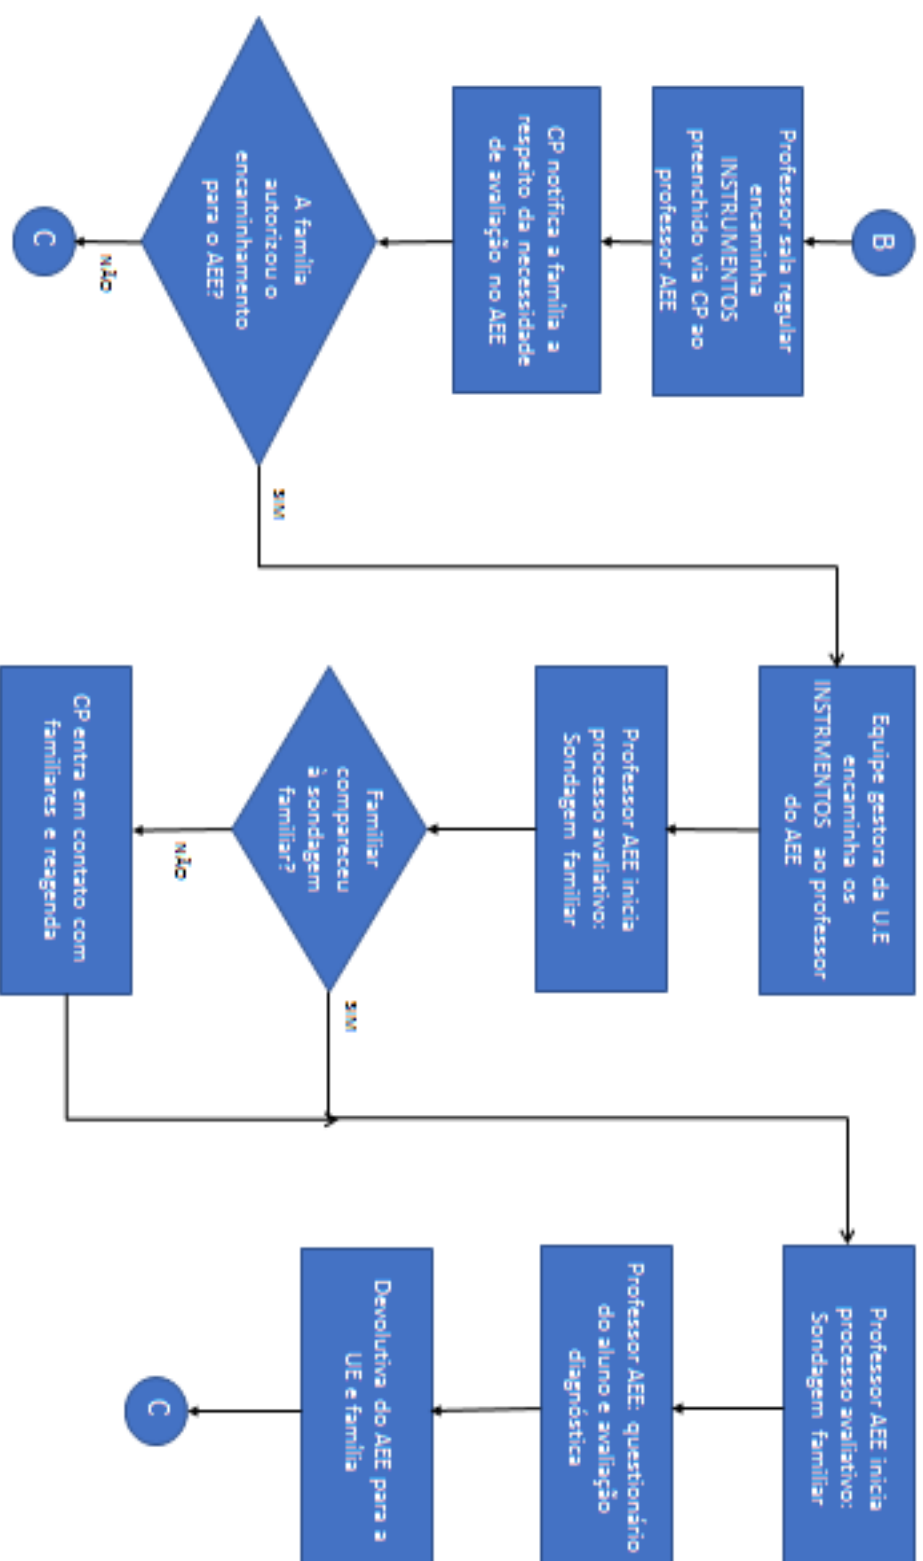 B
Professor sala regular
encaminha
INSTRUMENTOS
preenchido via CP ao
professor AEE
CP notifica a família a
respeito da necessidade
de avaliação no AEE
A família
autorizou o
encaminhamento
para o AEE?
NÃO
C
SIM
Equipe gestora da U.E
encaminha os
INSTRMENTOS ao professor
do AEE
Professor AEE inicia
processo avaliativo:
Sondagem familiar
Familiar
compareceu
à sondagem
familiar?
NÃO
CP entra em contato com
familiares e reagenda
SIM
Professor AEE inicia
processo avaliativo:
Sondagem familiar
Professor AEE: questionário
do aluno e avaliação
diagnóstica
Devolutiva do AEE para a
UE e família
C